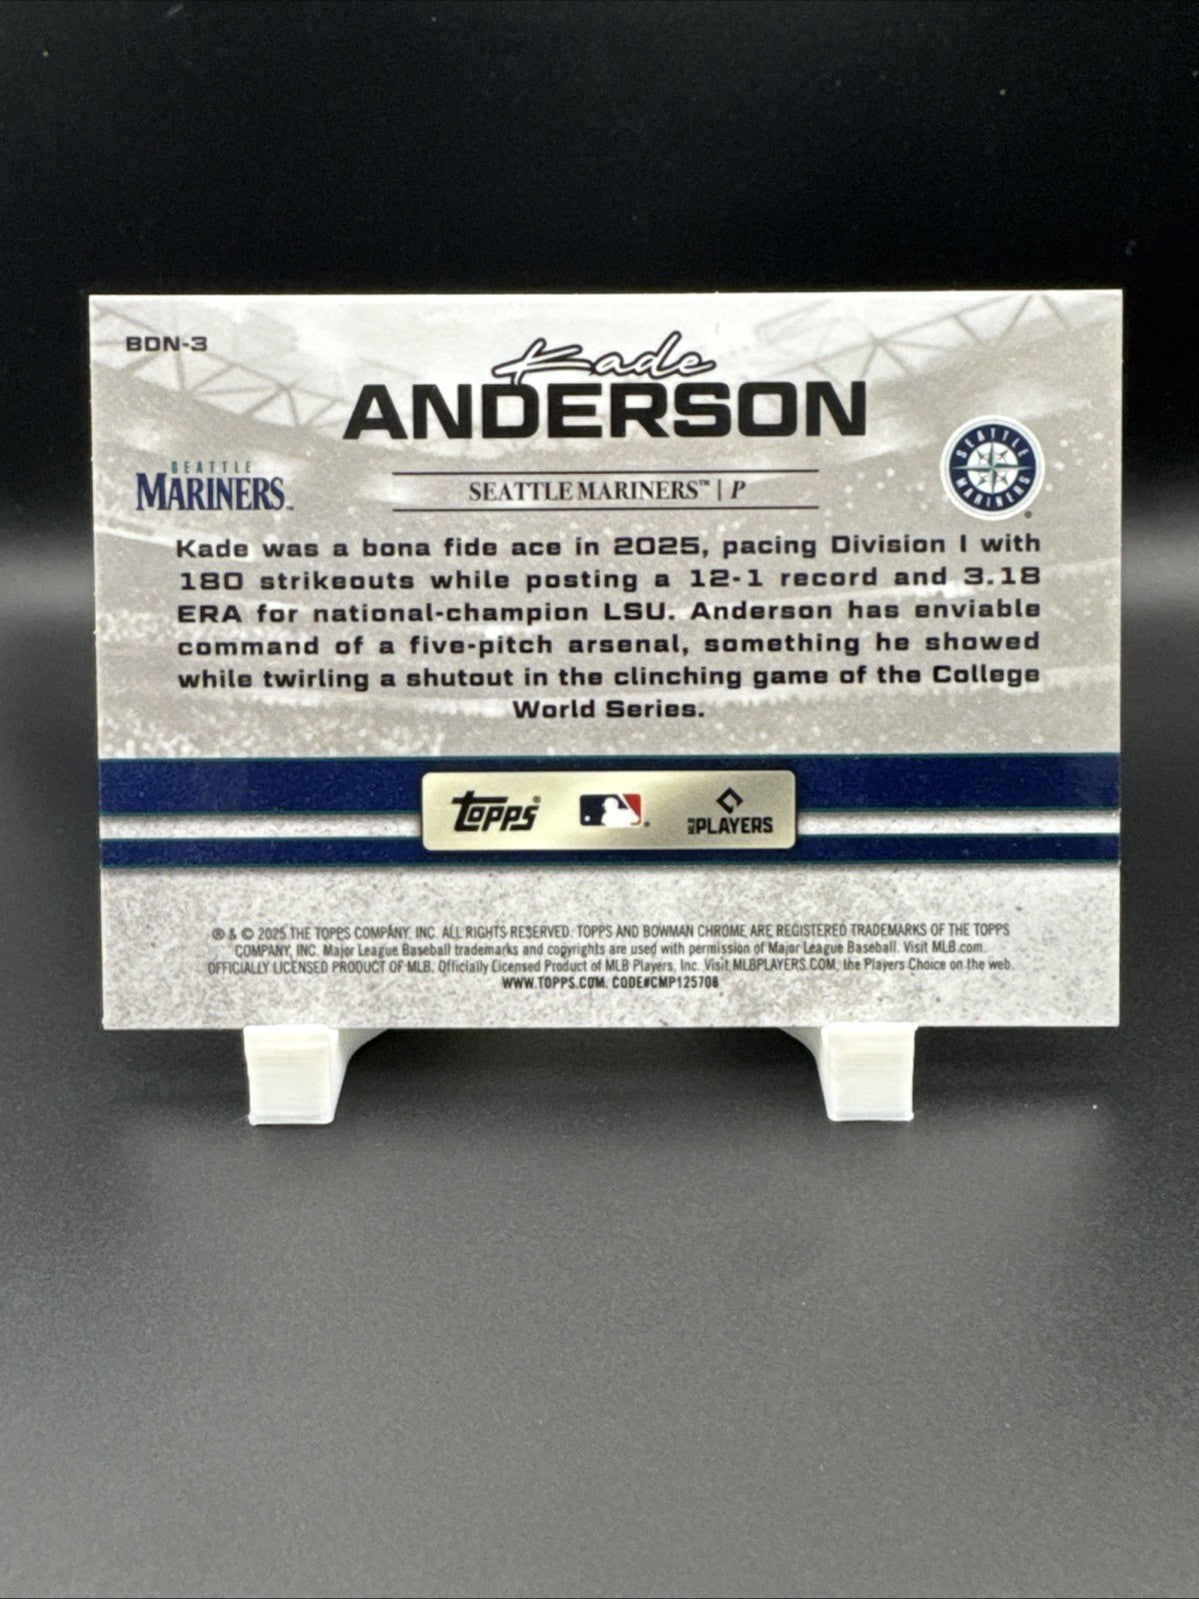 BDN-3
Kade
ANDERSON
SEATTLE
MARINERS
SEATTLE MARINERS™ | P
SEATTLE MARINERS
Kade was a bona fide ace in 2025, pacing Division I with
180 strikeouts while posting a 12-1 record and 3.18
ERA for national-champion LSU. Anderson has enviable
command of a five-pitch arsenal, something he showed
while twirling a shutout in the clinching game of the College
World Series.
TOPPS®
MLB PLAYERS
® & © 2025 THE TOPPS COMPANY, INC. ALL RIGHTS RESERVED. TOPPS AND BOWMAN CHROME ARE REGISTERED TRADEMARKS OF THE TOPPS
COMPANY, INC. Major League Baseball trademarks and copyrights are used with permission of Major League Baseball. Visit MLB.com.
OFFICIALLY LICENSED PRODUCT OF MLB. Officially Licensed Product of MLB Players, Inc. Visit MLBPLAYERS.COM, the Players Choice on the web.
WWW.TOPPS.COM. CODE#CMP125708